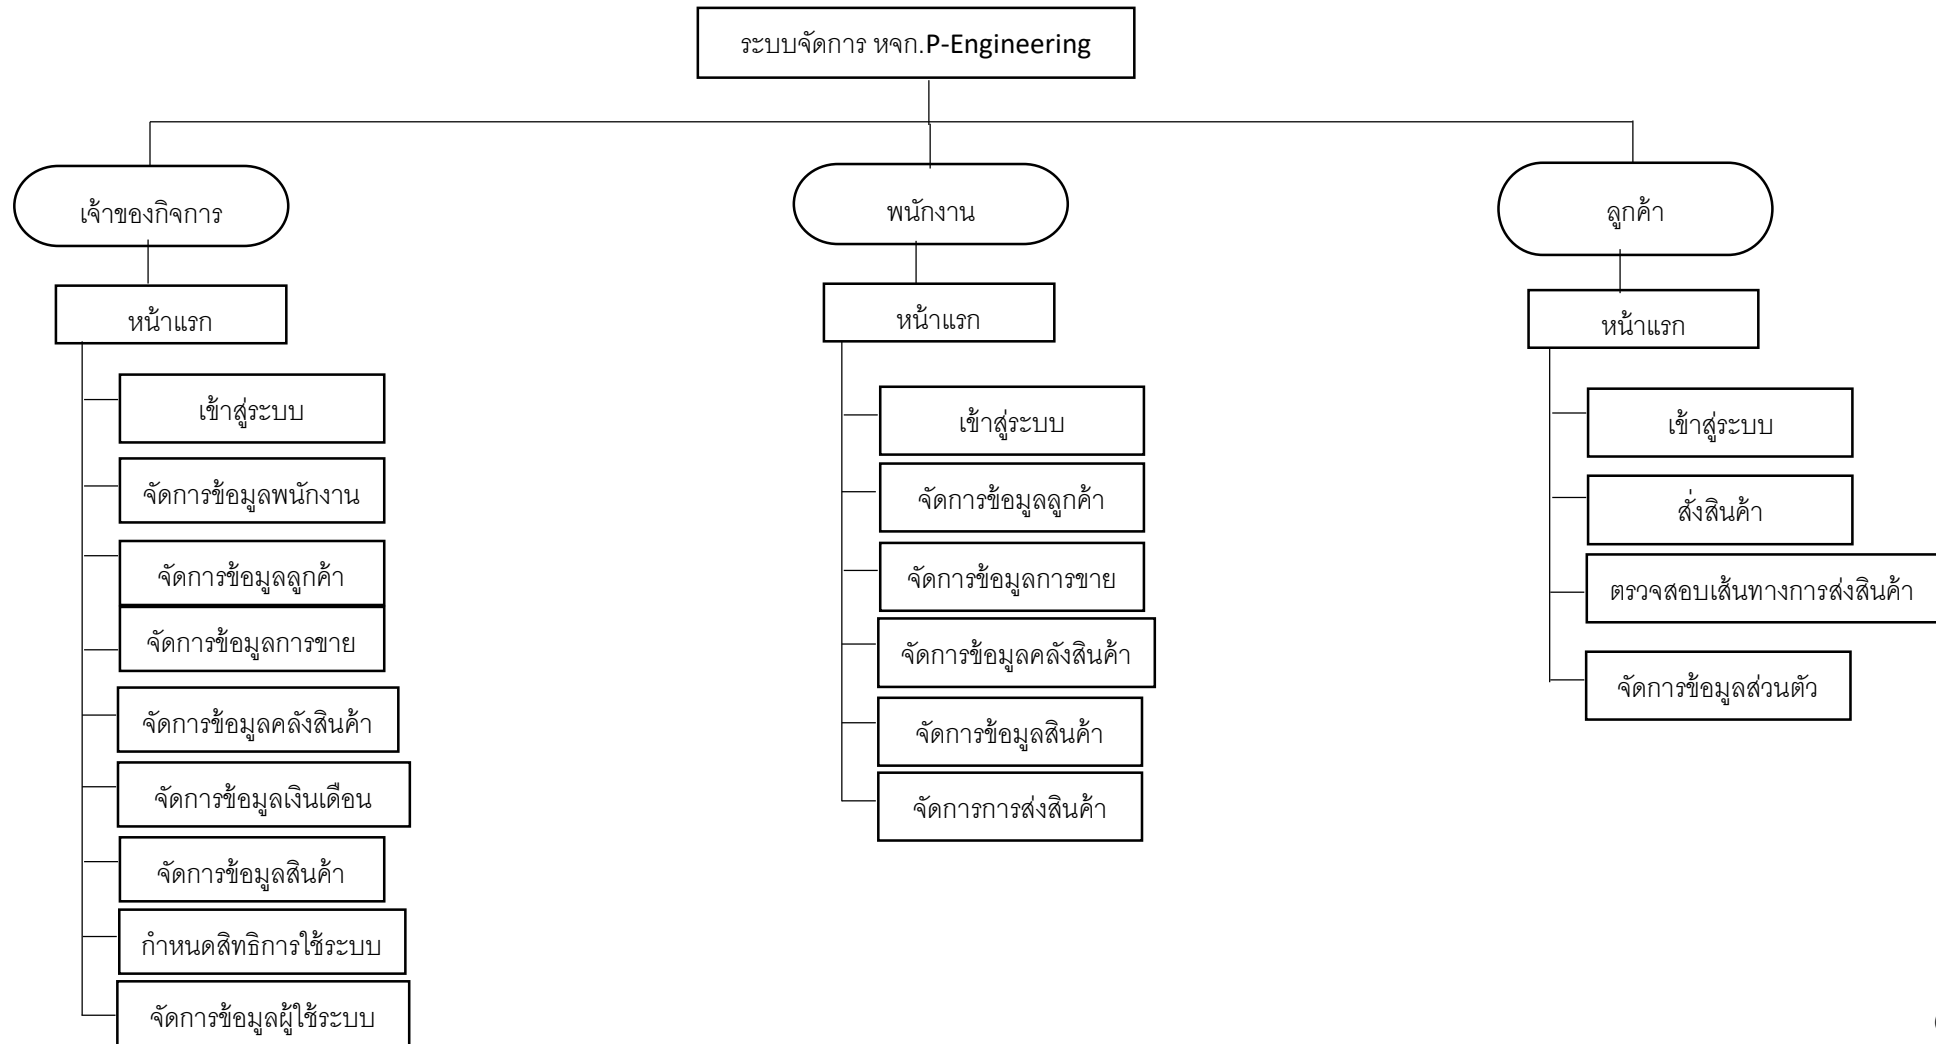 ระบบจัดการ หจก.P-Engineering
เจ้าของกิจการ
หน้าแรก
เข้าสู่ระบบ
จัดการข้อมูลพนักงาน
จัดการข้อมูลลูกค้า
จัดการข้อมูลการขาย
จัดการข้อมูลคลังสินค้า
จัดการข้อมูลเงินเดือน
จัดการข้อมูลสินค้า
กำหนดสิทธิการใช้ระบบ
จัดการข้อมูลผู้ใช้ระบบ
พนักงาน
หน้าแรก
เข้าสู่ระบบ
จัดการข้อมูลลูกค้า
จัดการข้อมูลการขาย
จัดการข้อมูลคลังสินค้า
จัดการข้อมูลสินค้า
จัดการการส่งสินค้า
ลูกค้า
หน้าแรก
เข้าสู่ระบบ
สั่งสินค้า
ตรวจสอบเส้นทางการส่งสินค้า
จัดการข้อมูลส่วนตัว